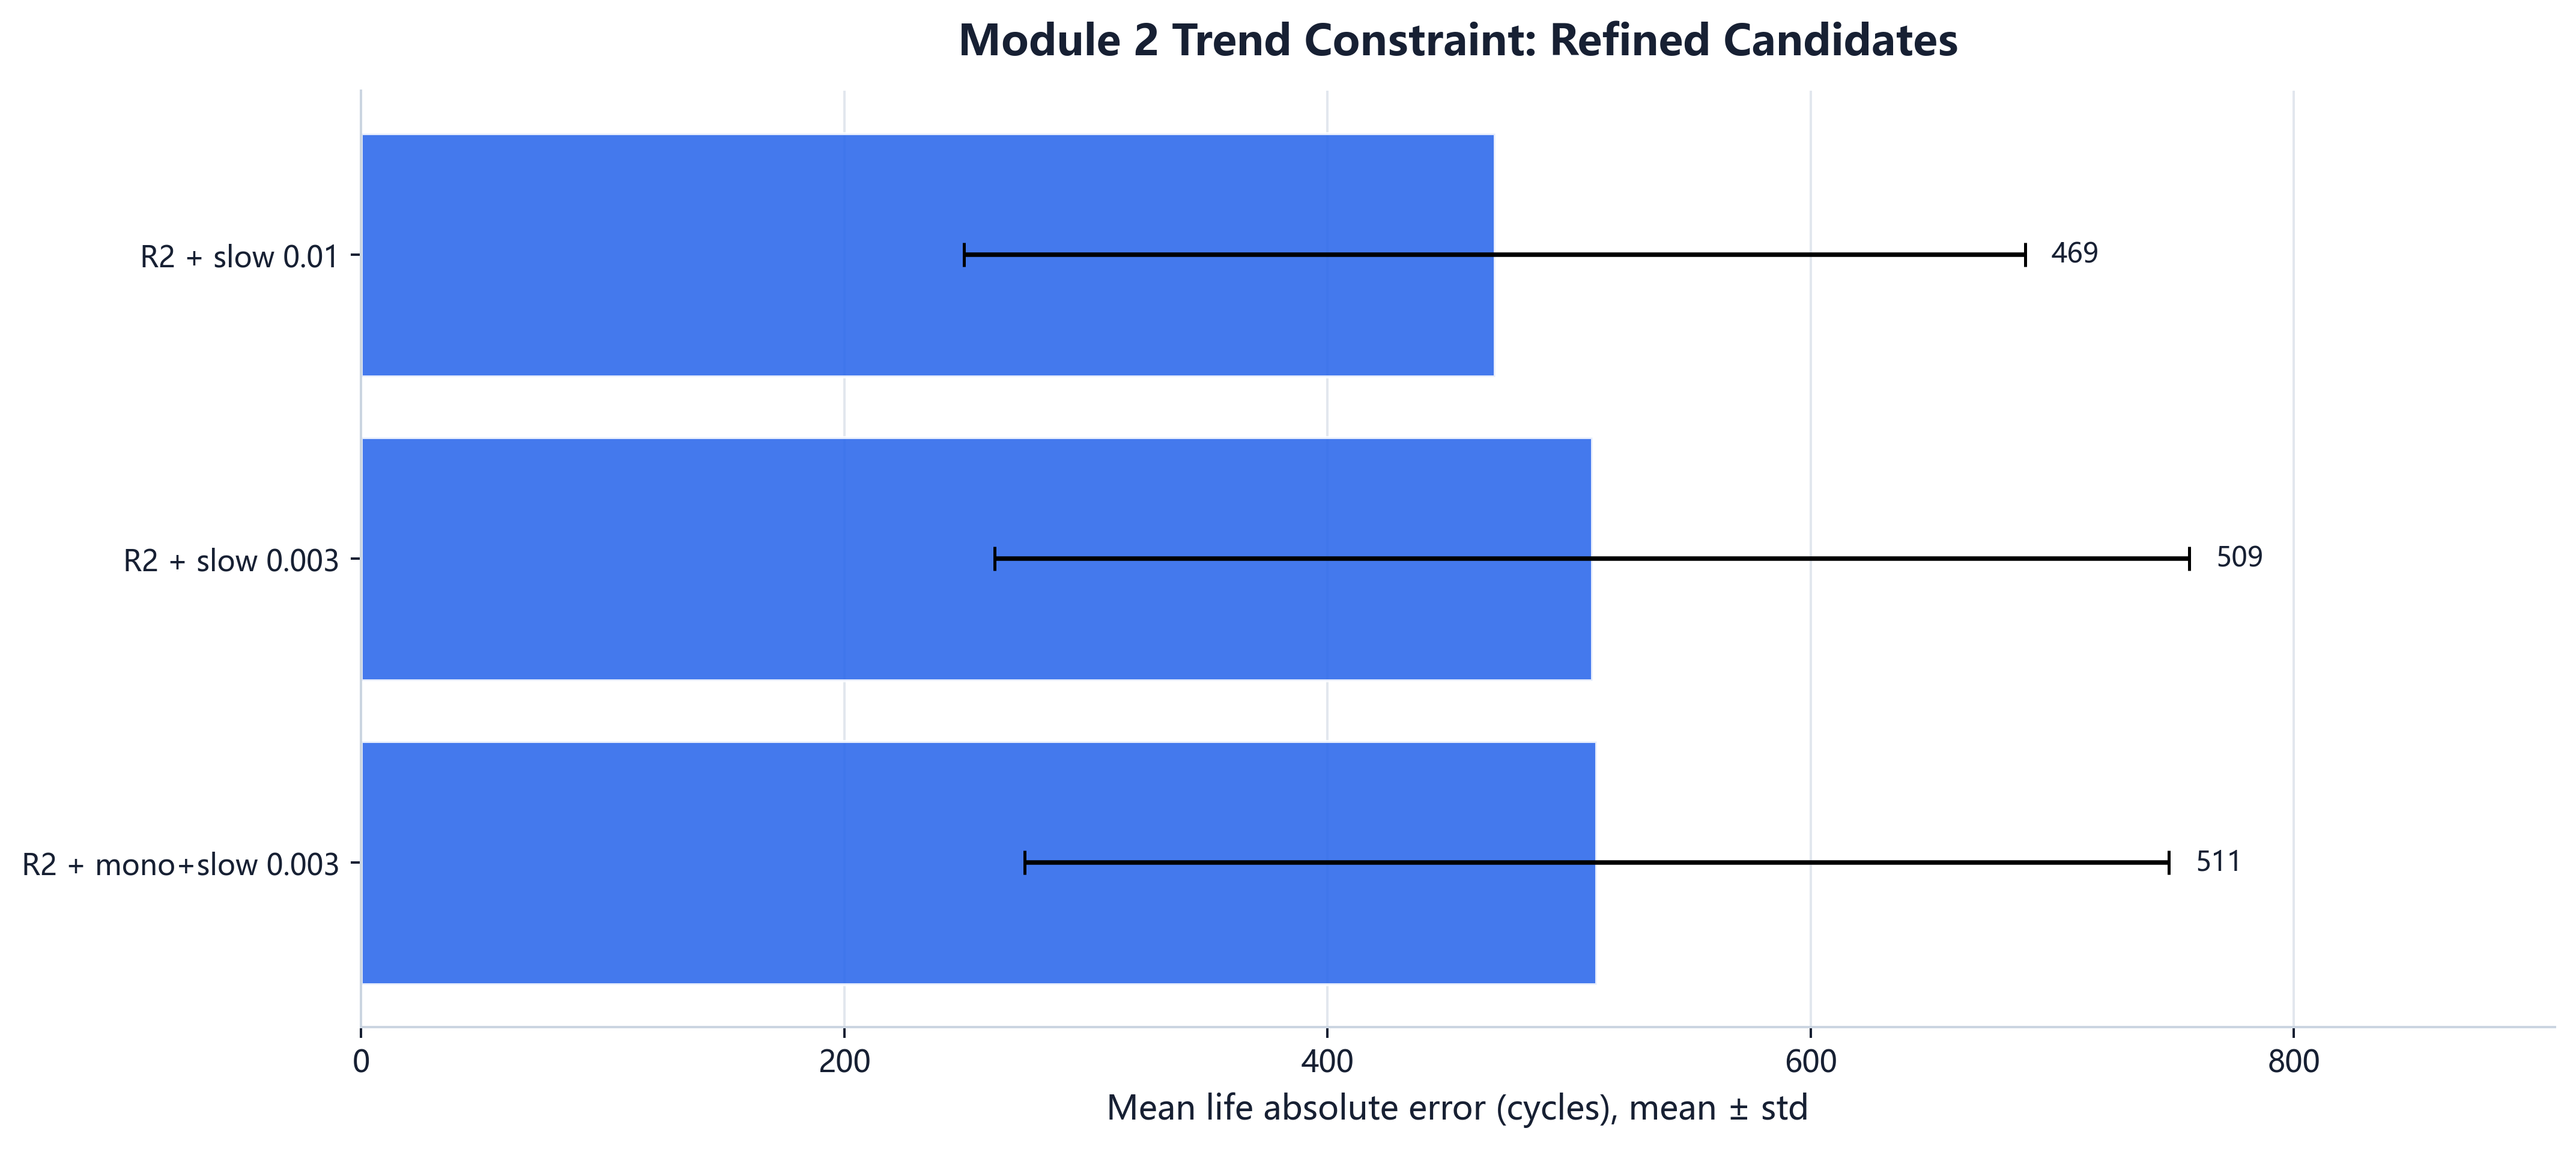 Module 2 Trend Constraint: Refined Candidates
R2 + slow 0.01
469
R2 + slow 0.003
509
R2 + mono+slow 0.003
511
0 200 400 600 800
Mean life absolute error (cycles), mean ± std